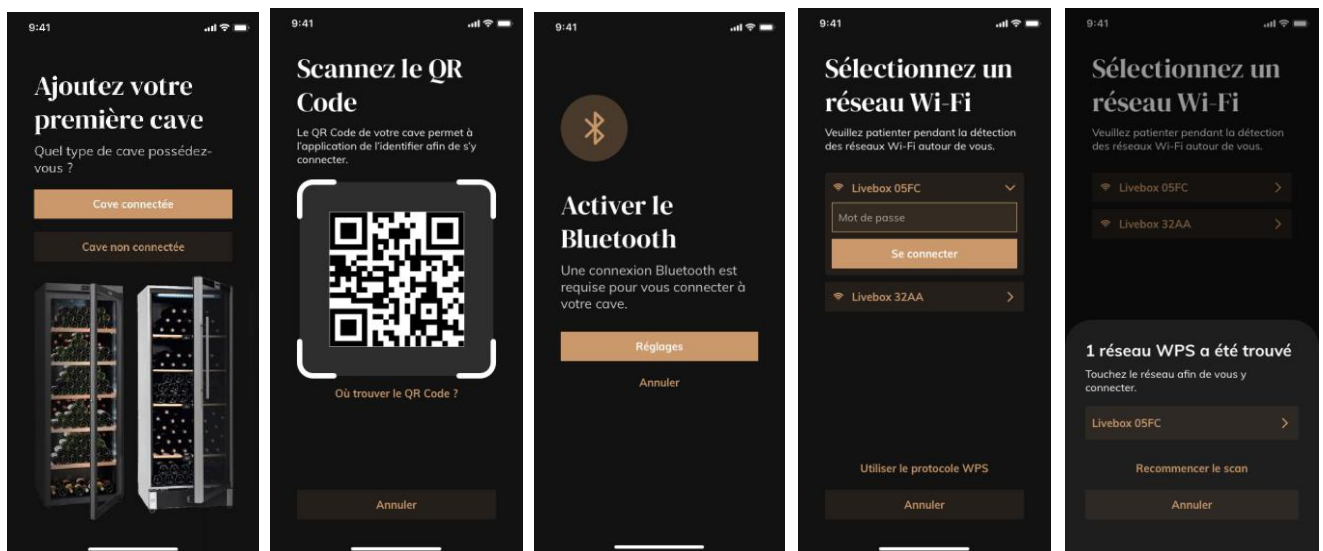 9:41
Ajoutez votre
première cave
Quel type de cave possédez-
vous ?
Cave connectée
Cave non connectée
9:41
Scannez le QR
Code
Le QR Code de votre cave permet à
l'application de l'identifier afin de s'y
connecter.
Où trouver le QR Code ?
Annuler
9:41
Activer le
Bluetooth
Une connexion Bluetooth est
requise pour vous connecter à
votre cave.
Réglages
Annuler
9:41
Sélectionnez un
réseau Wi-Fi
Veuillez patienter pendant la détection
des réseaux Wi-Fi autour de vous.
Livebox 05FC
Mot de passe
Se connecter
Livebox 32AA
Utiliser le protocole WPS
Annuler
9:41
Sélectionnez un
réseau Wi-Fi
Veuillez patienter pendant la détection
des réseaux Wi-Fi autour de vous.
Livebox 05FC
Livebox 32AA
1 réseau WPS a été trouvé
Touchez le réseau afin de vous y
connecter.
Livebox 05FC
Recommencer le scan
Annuler